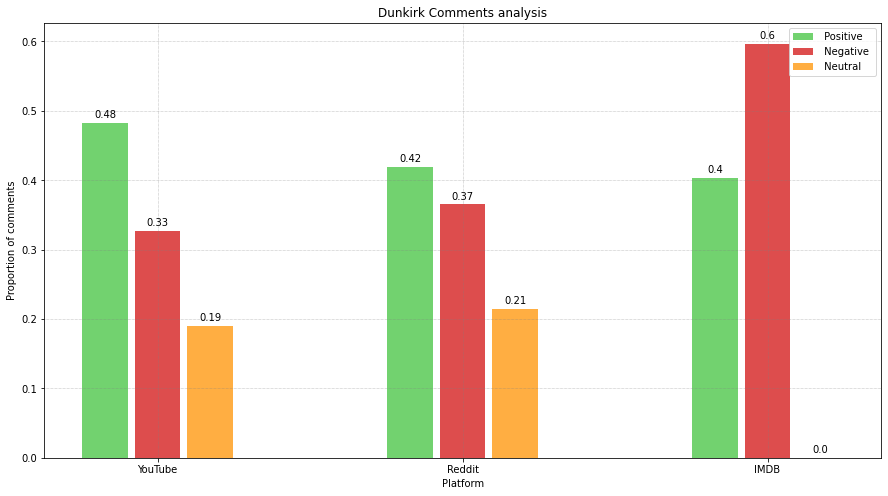 Dunkirk Comments analysis
Positive
Negative
Neutral
Proportion of comments
0.6
0.5
0.4
0.3
0.2
0.1
0.0
0.48
0.33
0.19
0.42
0.37
0.21
0.4
0.6
0.0
YouTube
Reddit
IMDB
Platform